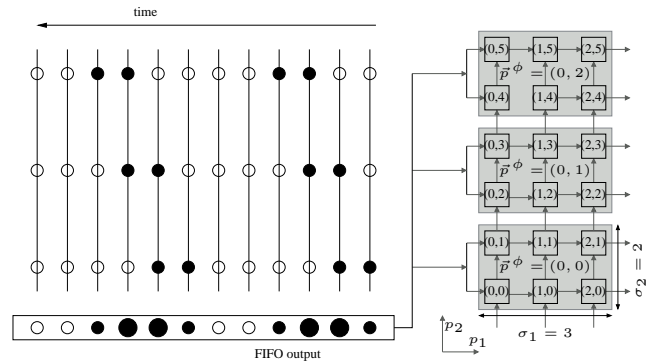 time
(0,5) (1,5) (2,5)
p⃗ ϕ = (0, 2)
(0,4) (1,4) (2,4)
(0,3) (1,3) (2,3)
p⃗ ϕ = (0, 1)
(0,2) (1,2) (2,2)
(0,1) (1,1) (2,1)
p⃗ ϕ = (0, 0)
(0,0) (1,0) (2,0)
σ2 = 2
p2
p1
σ1 = 3
FIFO output